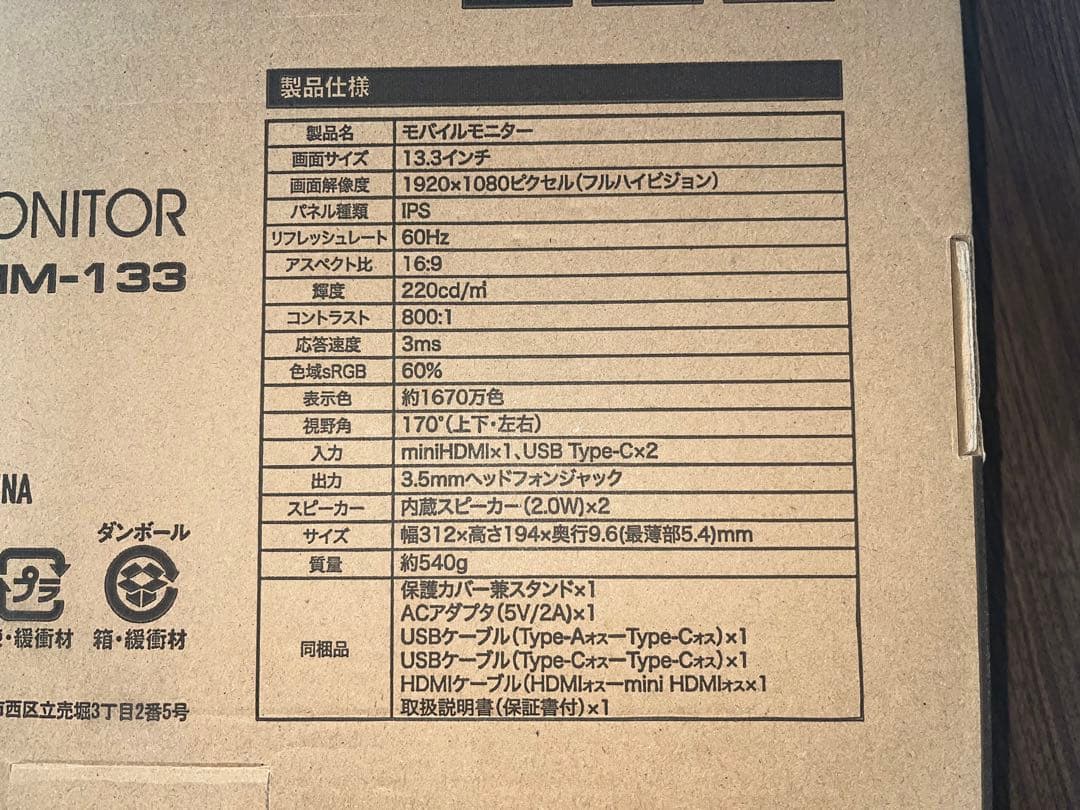 製品仕様
製品名 モバイルモニター
画面サイズ 13.3インチ
画面解像度 1920×1080ピクセル(フルハイビジョン)
パネル種類 IPS
リフレッシュレート 60Hz
アスペクト比 16:9
輝度 220cd/㎡
コントラスト 800:1
応答速度 3ms
色域sRGB 60%
表示色 約1670万色
視野角 170°(上下・左右)
入力 miniHDMI×1、USB Type-C×2
出力 3.5mmヘッドフォンジャック
スピーカー 内蔵スピーカー(2.0W)×2
サイズ 幅312×高さ194×奥行9.6(最薄部5.4)mm
質量 約540g
同梱品
保護カバー兼スタンド×1
ACアダプタ(5V/2A)×1
USBケーブル(Type-AオスーType-Cオス)×1
USBケーブル(Type-CオスーType-Cオス)×1
HDMIケーブル(HDMIオスーmini HDMIオス×1
取扱説明書(保証書付)×1
ONITOR
M-133
NA
ダンボール
プラ
・緩衝材 箱・緩衝材
市西区立売堀3丁目2番5号